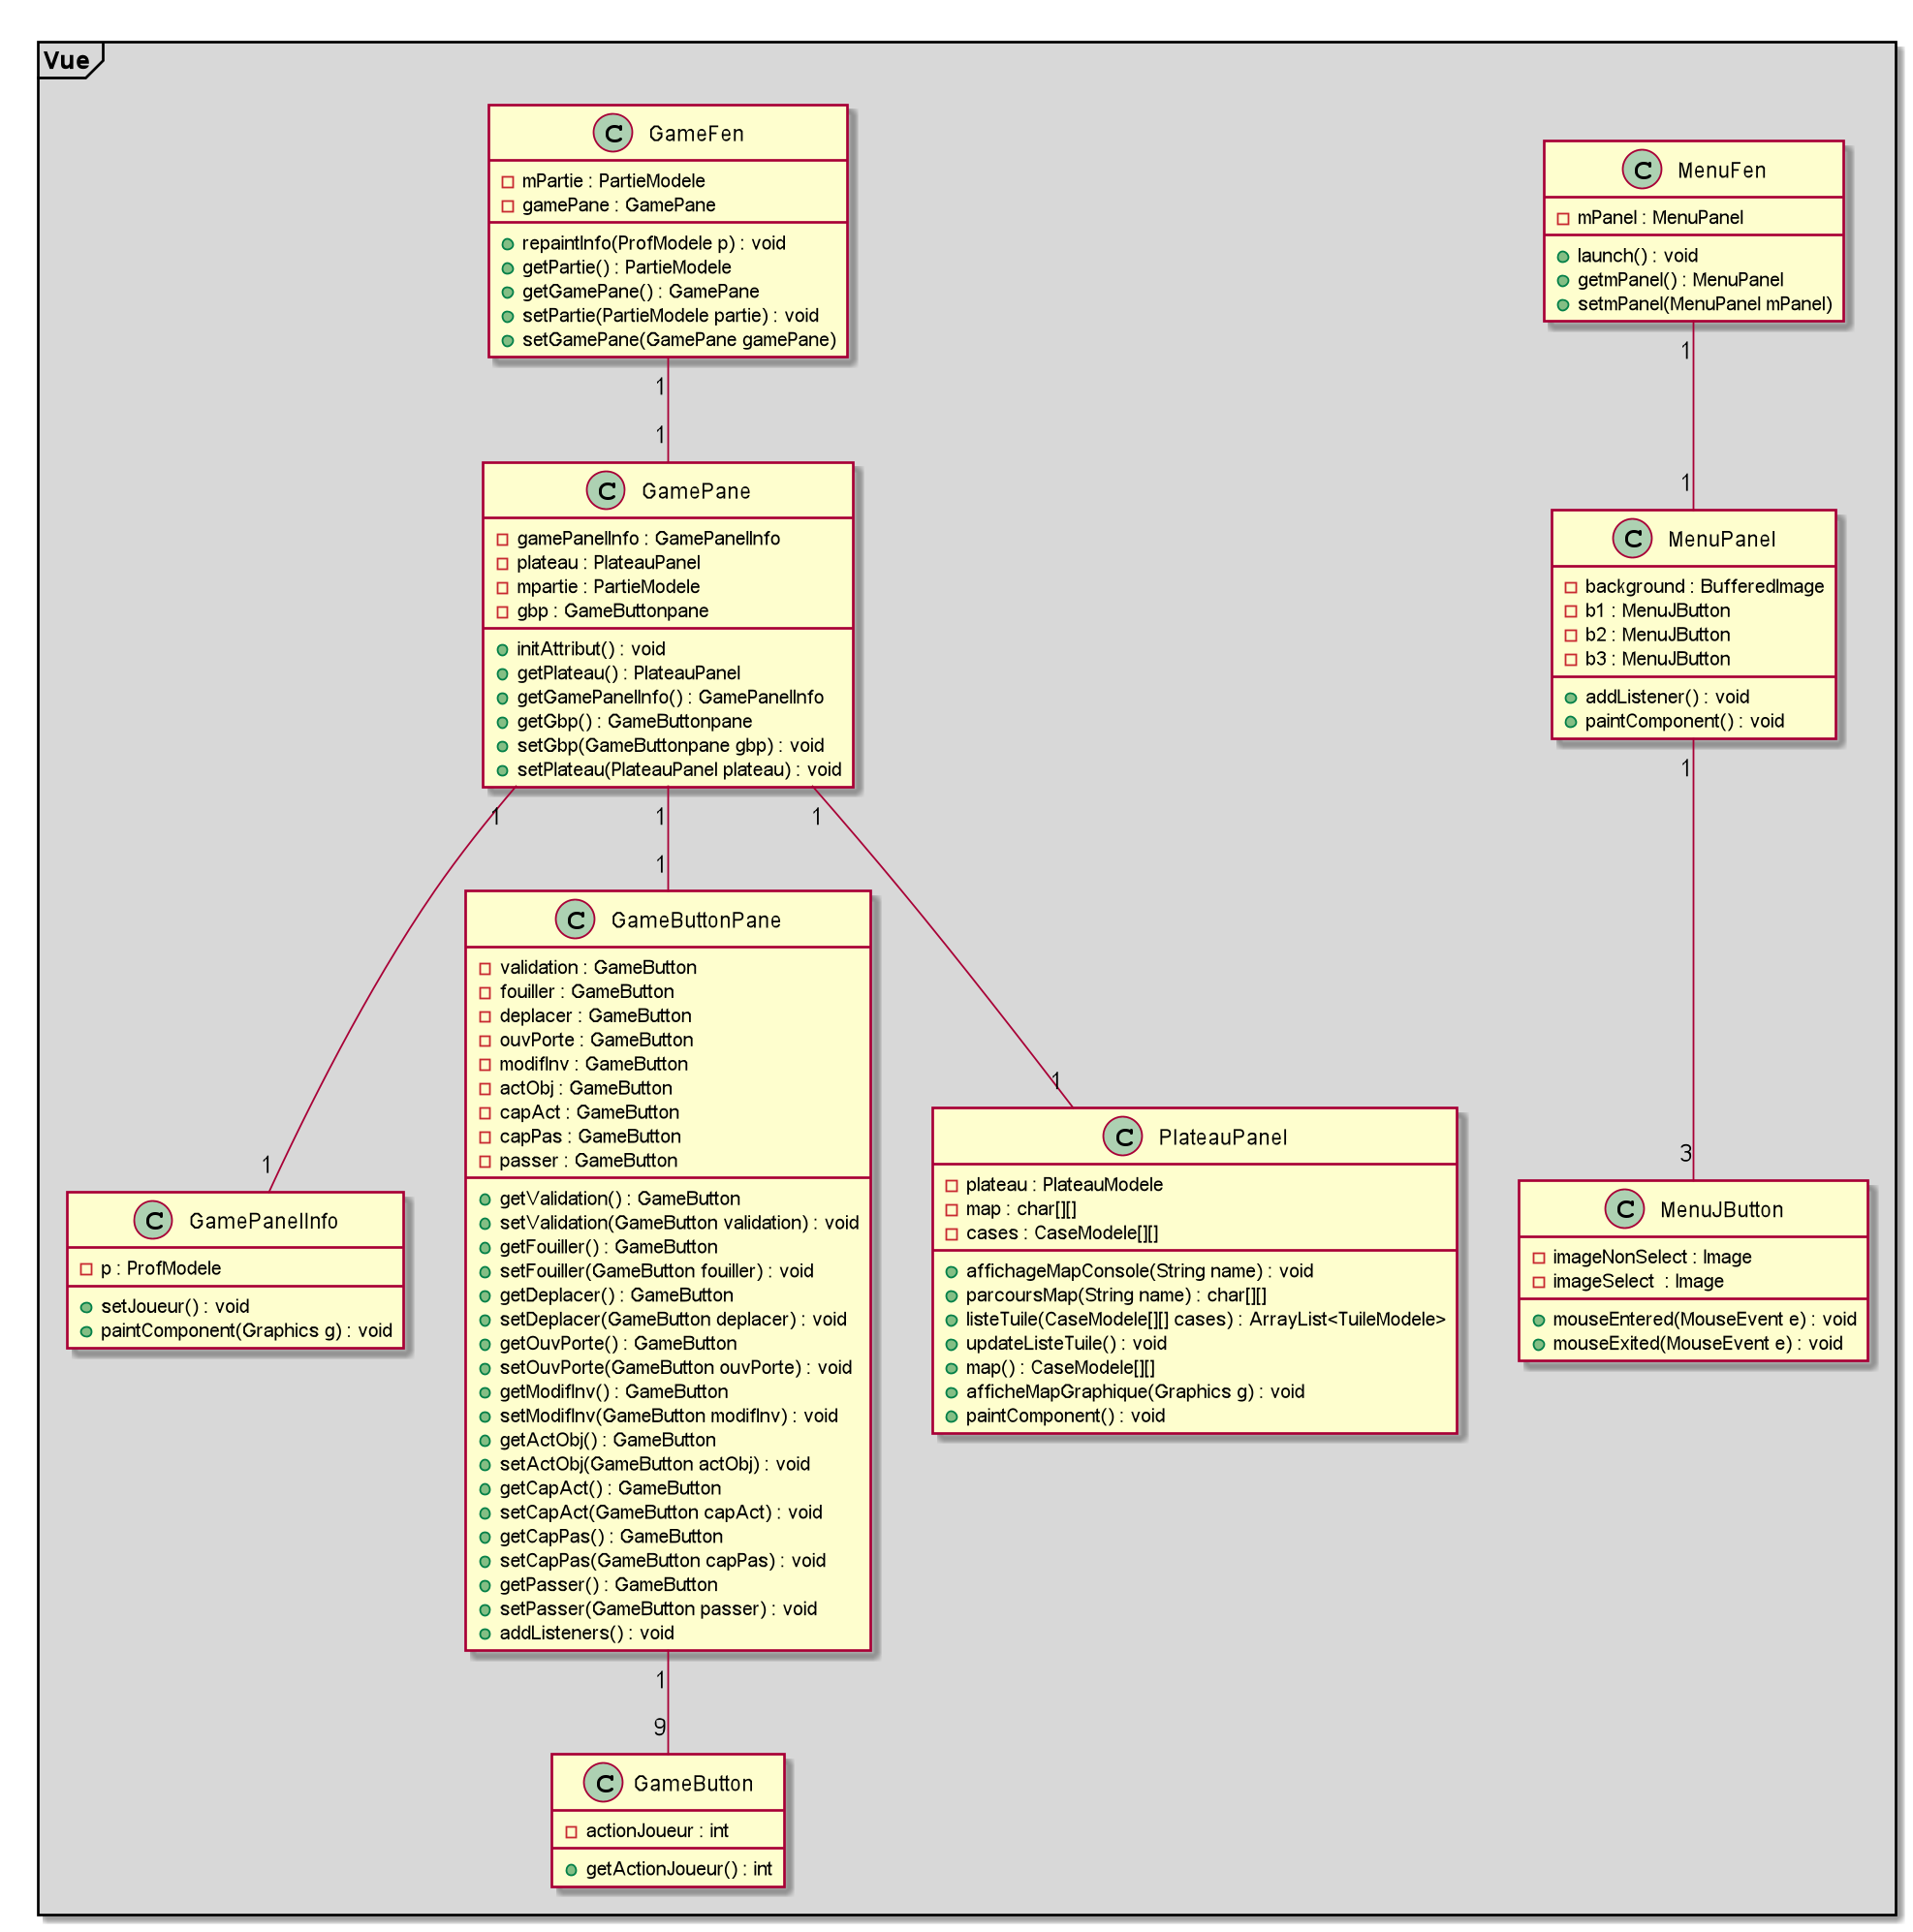 Vue
GameFen
mPartie : PartieModele
gamePane : GamePane
repaintInfo(ProfModele p) : void
getPartie() : PartieModele
getGamePane() : GamePane
setPartie(PartieModele partie) : void
setGamePane(GamePane gamePane)
1
1
GamePane
gamePanelInfo : GamePanelInfo
plateau : PlateauPanel
mpartie : PartieModele
gbp : GameButtonpane
initAttribut() : void
getPlateau() : PlateauPanel
getGamePanelInfo() : GamePanelInfo
getGbp() : GameButtonpane
setGbp(GameButtonpane gbp) : void
setPlateau(PlateauPanel plateau) : void
1
1
1
1
GameButtonPane
validation : GameButton
fouiller : GameButton
deplacer : GameButton
ouvPorte : GameButton
modifInv : GameButton
actObj : GameButton
capAct : GameButton
capPas : GameButton
passer : GameButton
getValidation() : GameButton
setValidation(GameButton validation) : void
getFouiller() : GameButton
setFouiller(GameButton fouiller) : void
getDeplacer() : GameButton
setDeplacer(GameButton deplacer) : void
getOuvPorte() : GameButton
setOuvPorte(GameButton ouvPorte) : void
getModifInv() : GameButton
setModifInv(GameButton modifInv) : void
getActObj() : GameButton
setActObj(GameButton actObj) : void
getCapAct() : GameButton
setCapAct(GameButton capAct) : void
getCapPas() : GameButton
setCapPas(GameButton capPas) : void
getPasser() : GameButton
setPasser(GameButton passer) : void
addListeners() : void
1
GamePanelInfo
p : ProfModele
setJoueur() : void
paintComponent(Graphics g) : void
1
PlateauPanel
plateau : PlateauModele
map : char[][]
cases : CaseModele[][]
affichageMapConsole(String name) : void
parcoursMap(String name) : char[][]
listeTuile(CaseModele[][] cases) : ArrayList<TuileModele>
updateListeTuile() : void
map() : CaseModele[][]
afficheMapGraphique(Graphics g) : void
paintComponent() : void
1
9
GameButton
actionJoueur : int
getActionJoueur() : int
MenuFen
mPanel : MenuPanel
launch() : void
getmPanel() : MenuPanel
setmPanel(MenuPanel mPanel)
1
1
MenuPanel
background : BufferedImage
b1 : MenuJButton
b2 : MenuJButton
b3 : MenuJButton
addListener() : void
paintComponent() : void
1
3
MenuJButton
imageNonSelect : Image
imageSelect : Image
mouseEntered(MouseEvent e) : void
mouseExited(MouseEvent e) : void
C
C
C
C
C
C
C
C
C